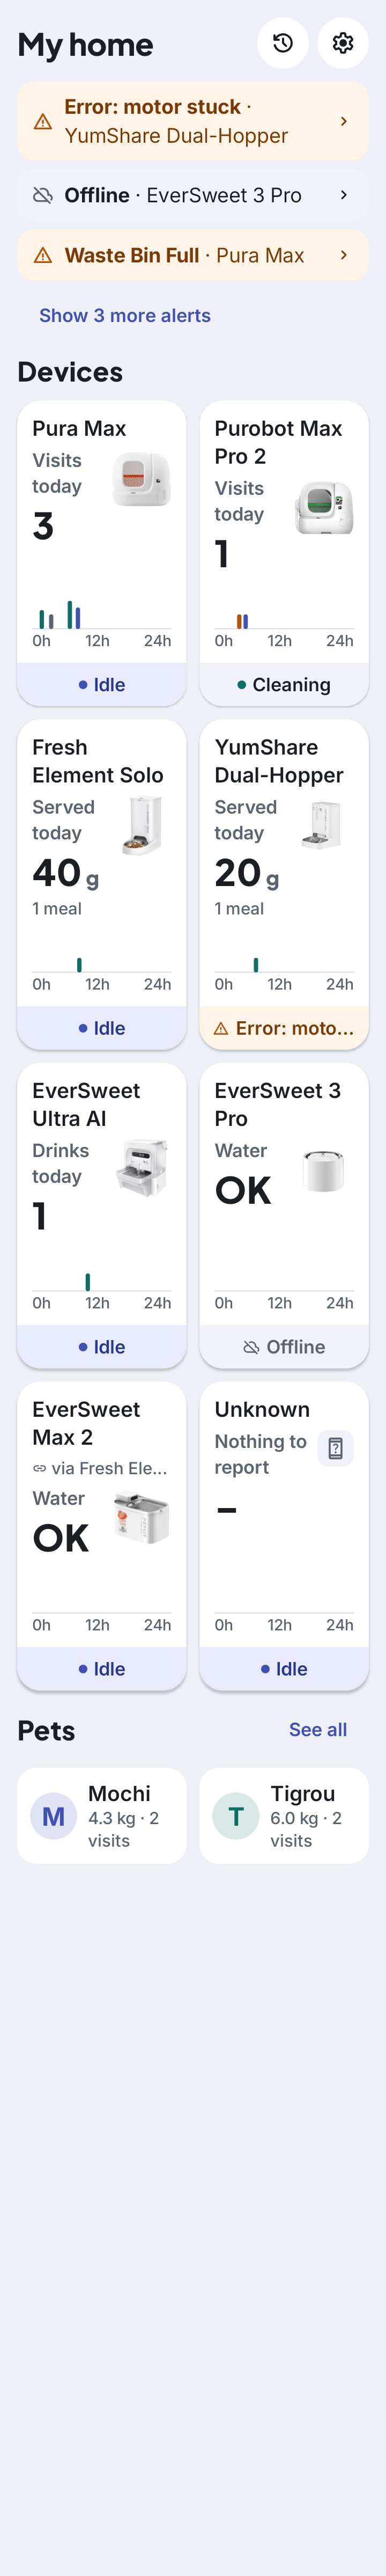 My home
Error: motor stuck ·
YumShare Dual-Hopper
Offline · EverSweet 3 Pro
Waste Bin Full · Pura Max
Show 3 more alerts
Devices
Pura Max
Visits
today
3
0h 12h 24h
Idle
Purobot Max
Pro 2
Visits
today
1
0h 12h 24h
Cleaning
Fresh
Element Solo
Served
today
40 g
1 meal
0h 12h 24h
Idle
YumShare
Dual-Hopper
Served
today
20 g
1 meal
0h 12h 24h
Error: moto...
EverSweet
Ultra AI
Drinks
today
1
0h 12h 24h
Idle
EverSweet 3
Pro
Water
OK
0h 12h 24h
Offline
EverSweet
Max 2
via Fresh Ele...
Water
OK
0h 12h 24h
Idle
Unknown
Nothing to
report
–
0h 12h 24h
Idle
Pets
See all
M
Mochi
4.3 kg · 2
visits
T
Tigrou
6.0 kg · 2
visits